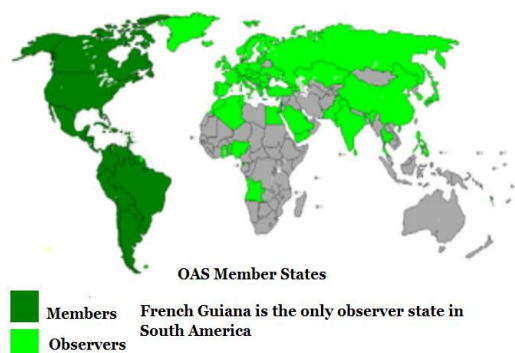 OAS Member States
Members
French Guiana is the only observer state in
South America
Observers